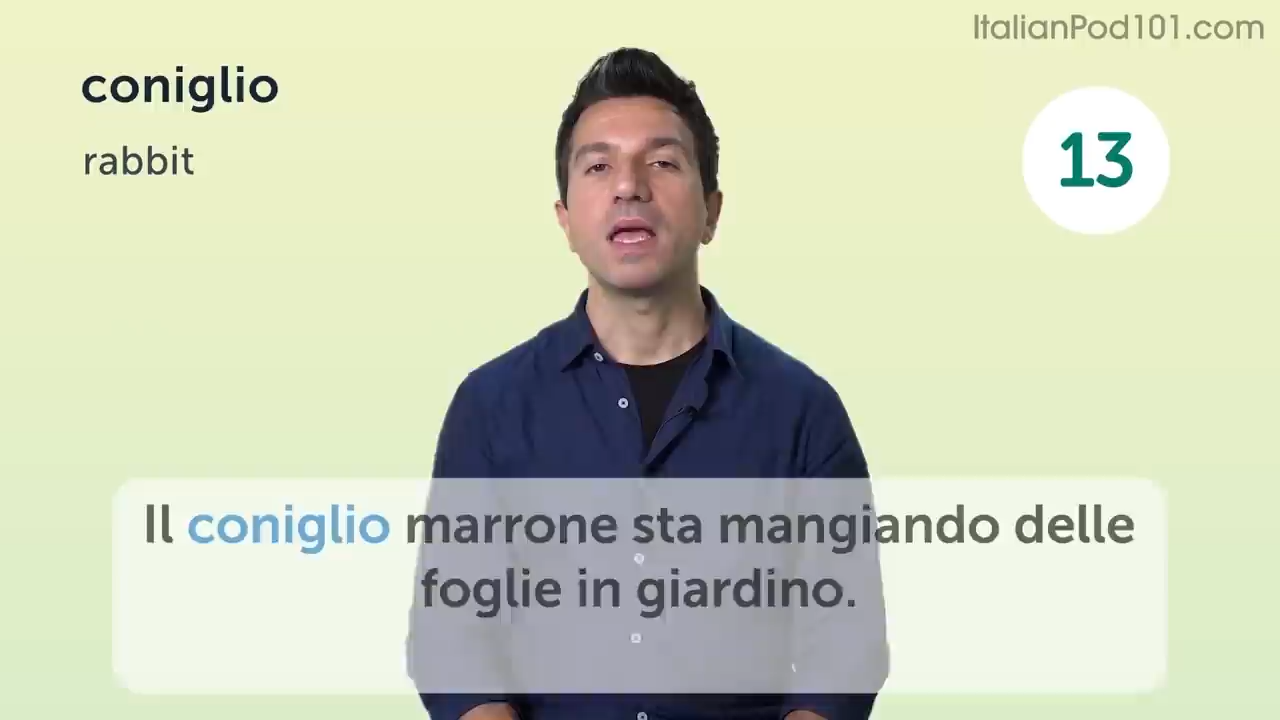 ItalianPod101.com
coniglio
rabbit
13
Il coniglio marrone sta mangiando delle
foglie in giardino.